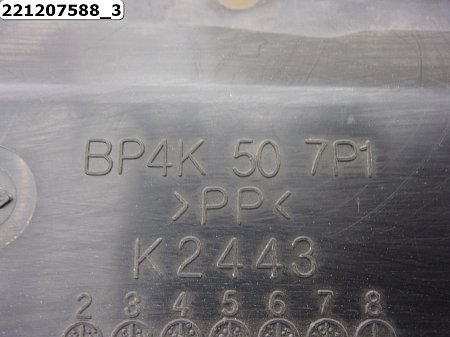 221207588_3
BP4K 50 7P1
>PP<
K2443
2 3 4 5 6 7 8